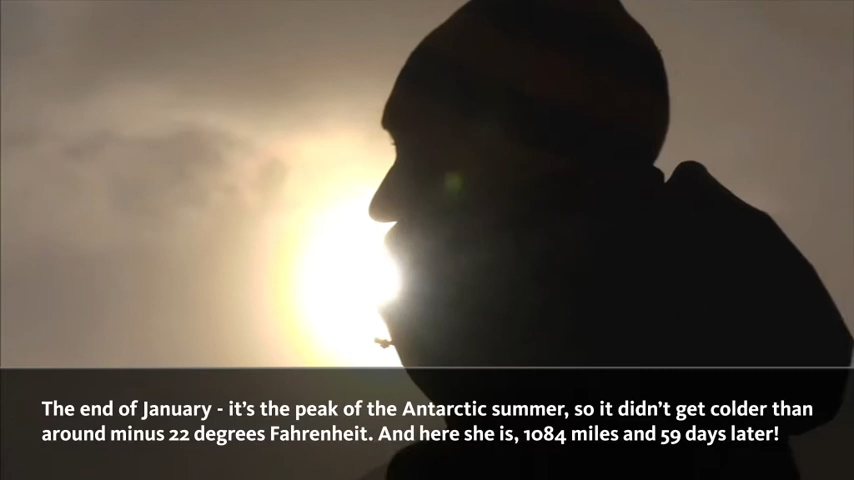 The end of January - it's the peak of the Antarctic summer, so it didn't get colder than
around minus 22 degrees Fahrenheit. And here she is, 1084 miles and 59 days later!